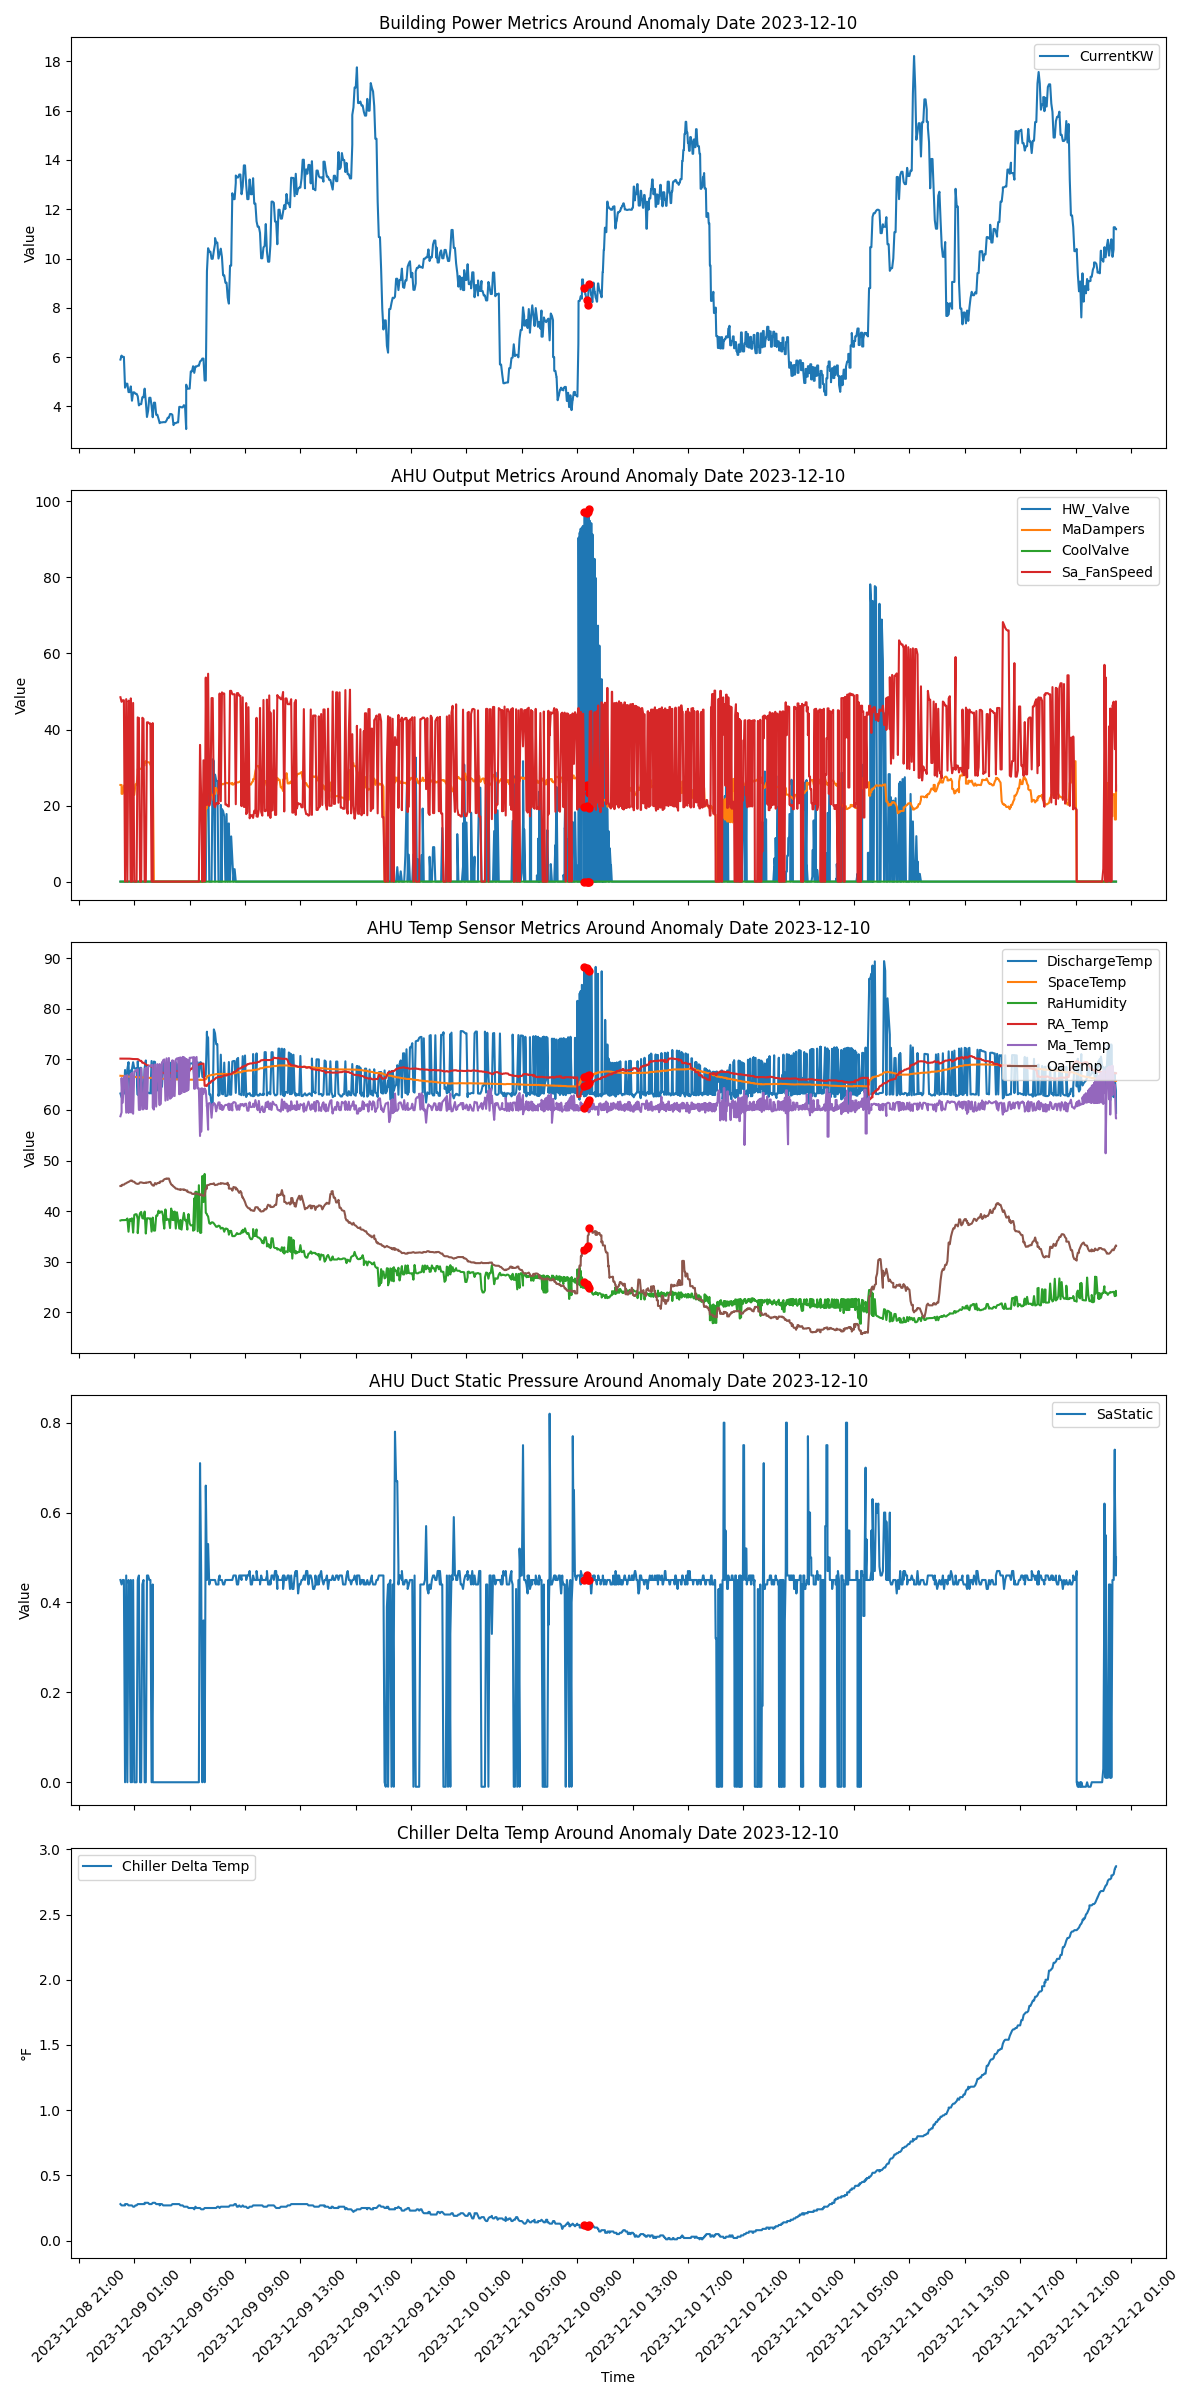 Building Power Metrics Around Anomaly Date 2023-12-10
CurrentKW
18
16
14
12
10
8
6
4
Value
AHU Output Metrics Around Anomaly Date 2023-12-10
HW_Valve
MaDampers
CoolValve
Sa_FanSpeed
100
80
60
40
20
0
Value
AHU Temp Sensor Metrics Around Anomaly Date 2023-12-10
DischargeTemp
SpaceTemp
RaHumidity
RA_Temp
Ma_Temp
OaTemp
90
80
70
60
50
40
30
20
Value
AHU Duct Static Pressure Around Anomaly Date 2023-12-10
SaStatic
0.8
0.6
0.4
0.2
0.0
Value
Chiller Delta Temp Around Anomaly Date 2023-12-10
Chiller Delta Temp
3.0
2.5
2.0
1.5
1.0
0.5
0.0
°F
2023-12-08 21:00
2023-12-09 01:00
2023-12-09 05:00
2023-12-09 09:00
2023-12-09 13:00
2023-12-09 17:00
2023-12-09 21:00
2023-12-10 01:00
2023-12-10 05:00
2023-12-10 09:00
2023-12-10 13:00
2023-12-10 17:00
2023-12-10 21:00
2023-12-11 01:00
2023-12-11 05:00
2023-12-11 09:00
2023-12-11 13:00
2023-12-11 17:00
2023-12-11 21:00
2023-12-12 01:00
Time